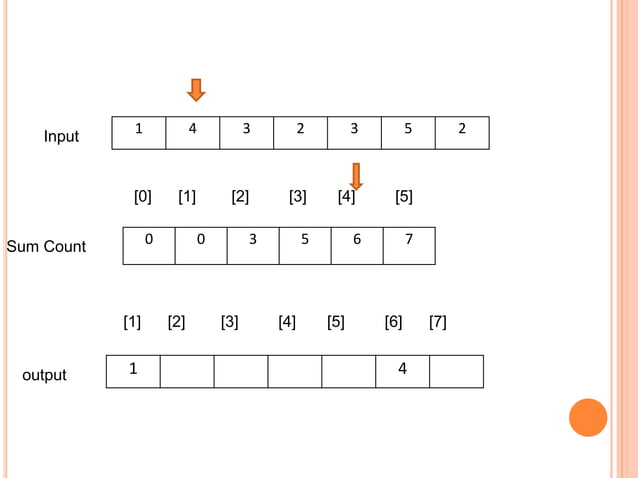 Input 1 4 3 2 3 5 2
[0] [1] [2] [3] [4] [5]
Sum Count 0 0 3 5 6 7
[1] [2] [3] [4] [5] [6] [7]
output 1 4